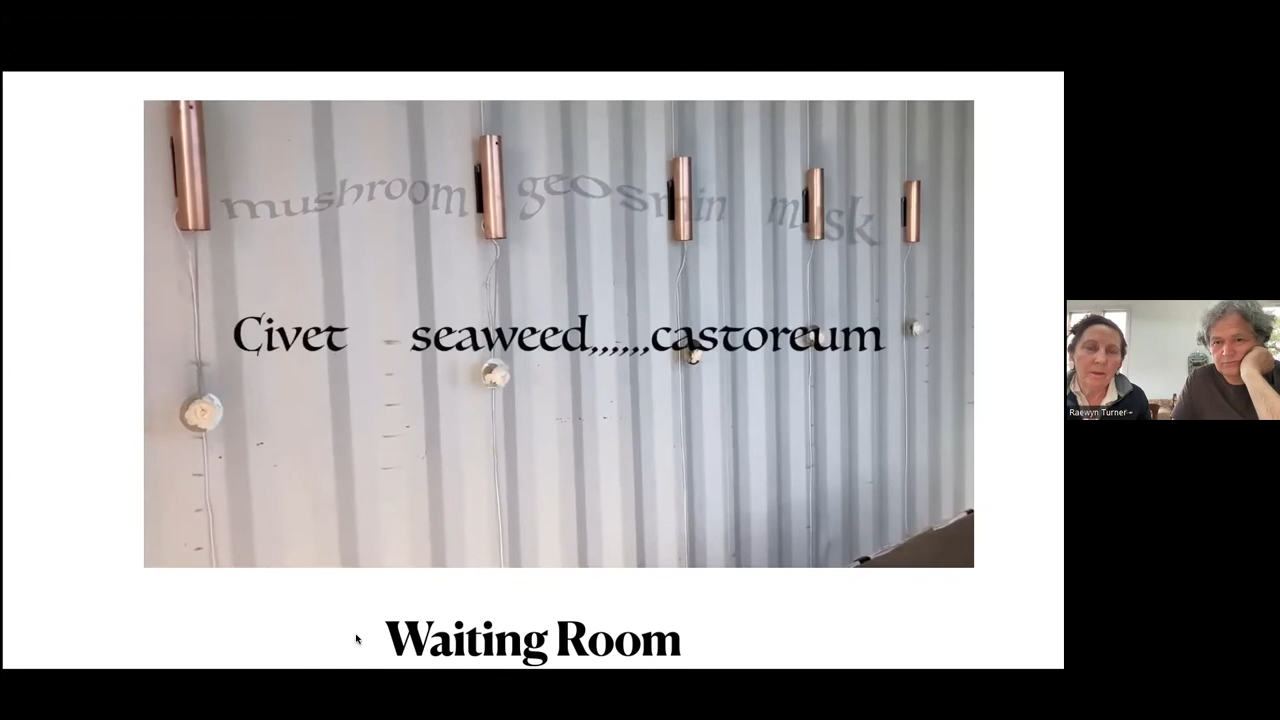 mushroom geosmin musk
Civet seaweed,,,,,,castoreum
Waiting Room
Raewyn Turner